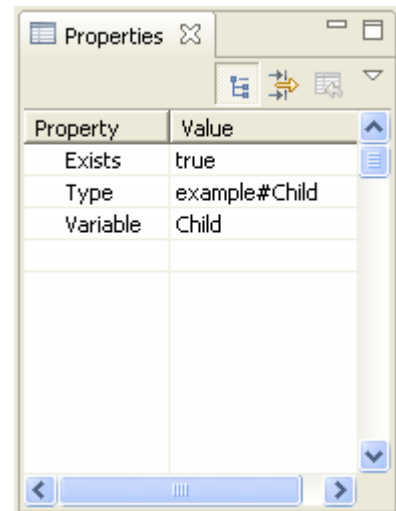 Properties
Property Value
Exists true
Type example#Child
Variable Child